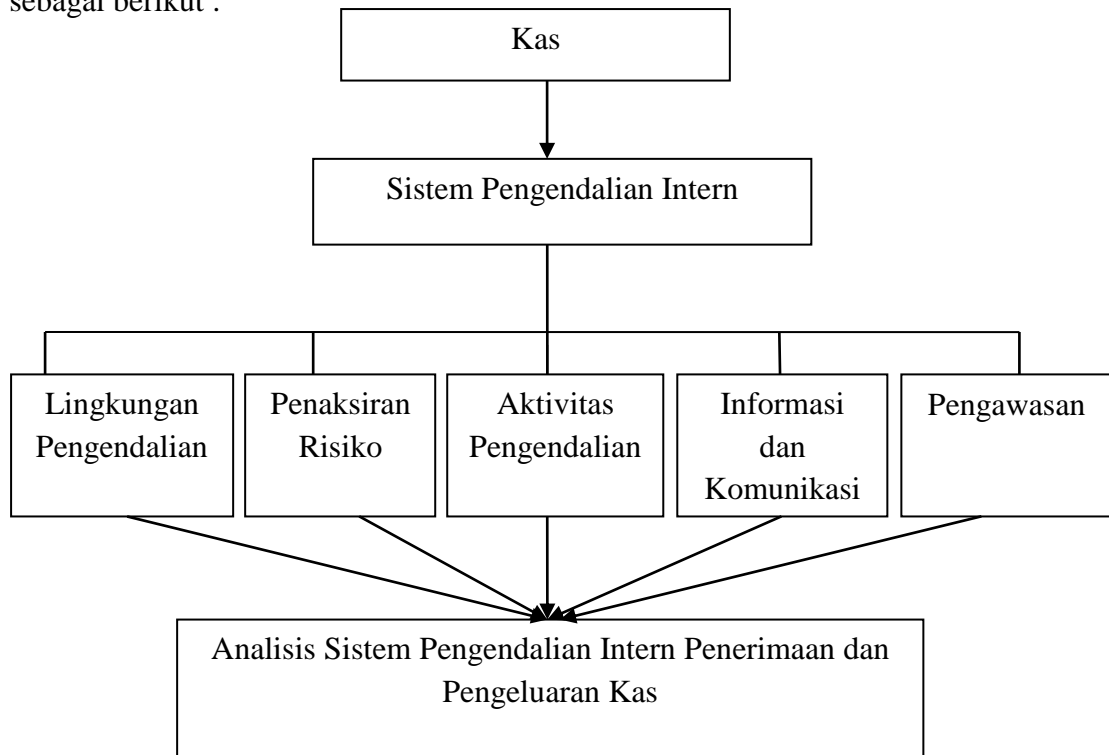 sebagai berikut :
Kas
Sistem Pengendalian Intern
Lingkungan
Pengendalian
Penaksiran
Risiko
Aktivitas
Pengendalian
Informasi
dan
Komunikasi
Pengawasan
Analisis Sistem Pengendalian Intern Penerimaan dan
Pengeluaran Kas